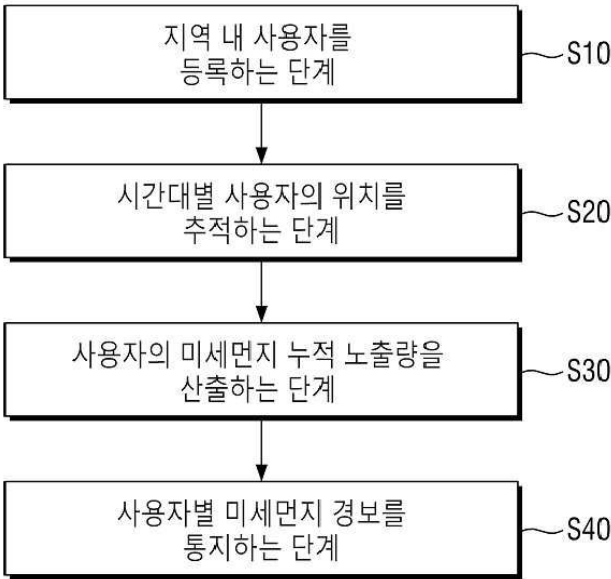 지역 내 사용자를
등록하는 단계
S10
시간대별 사용자의 위치를
추적하는 단계
S20
사용자의 미세먼지 누적 노출량을
산출하는 단계
S30
사용자별 미세먼지 경보를
통지하는 단계
S40